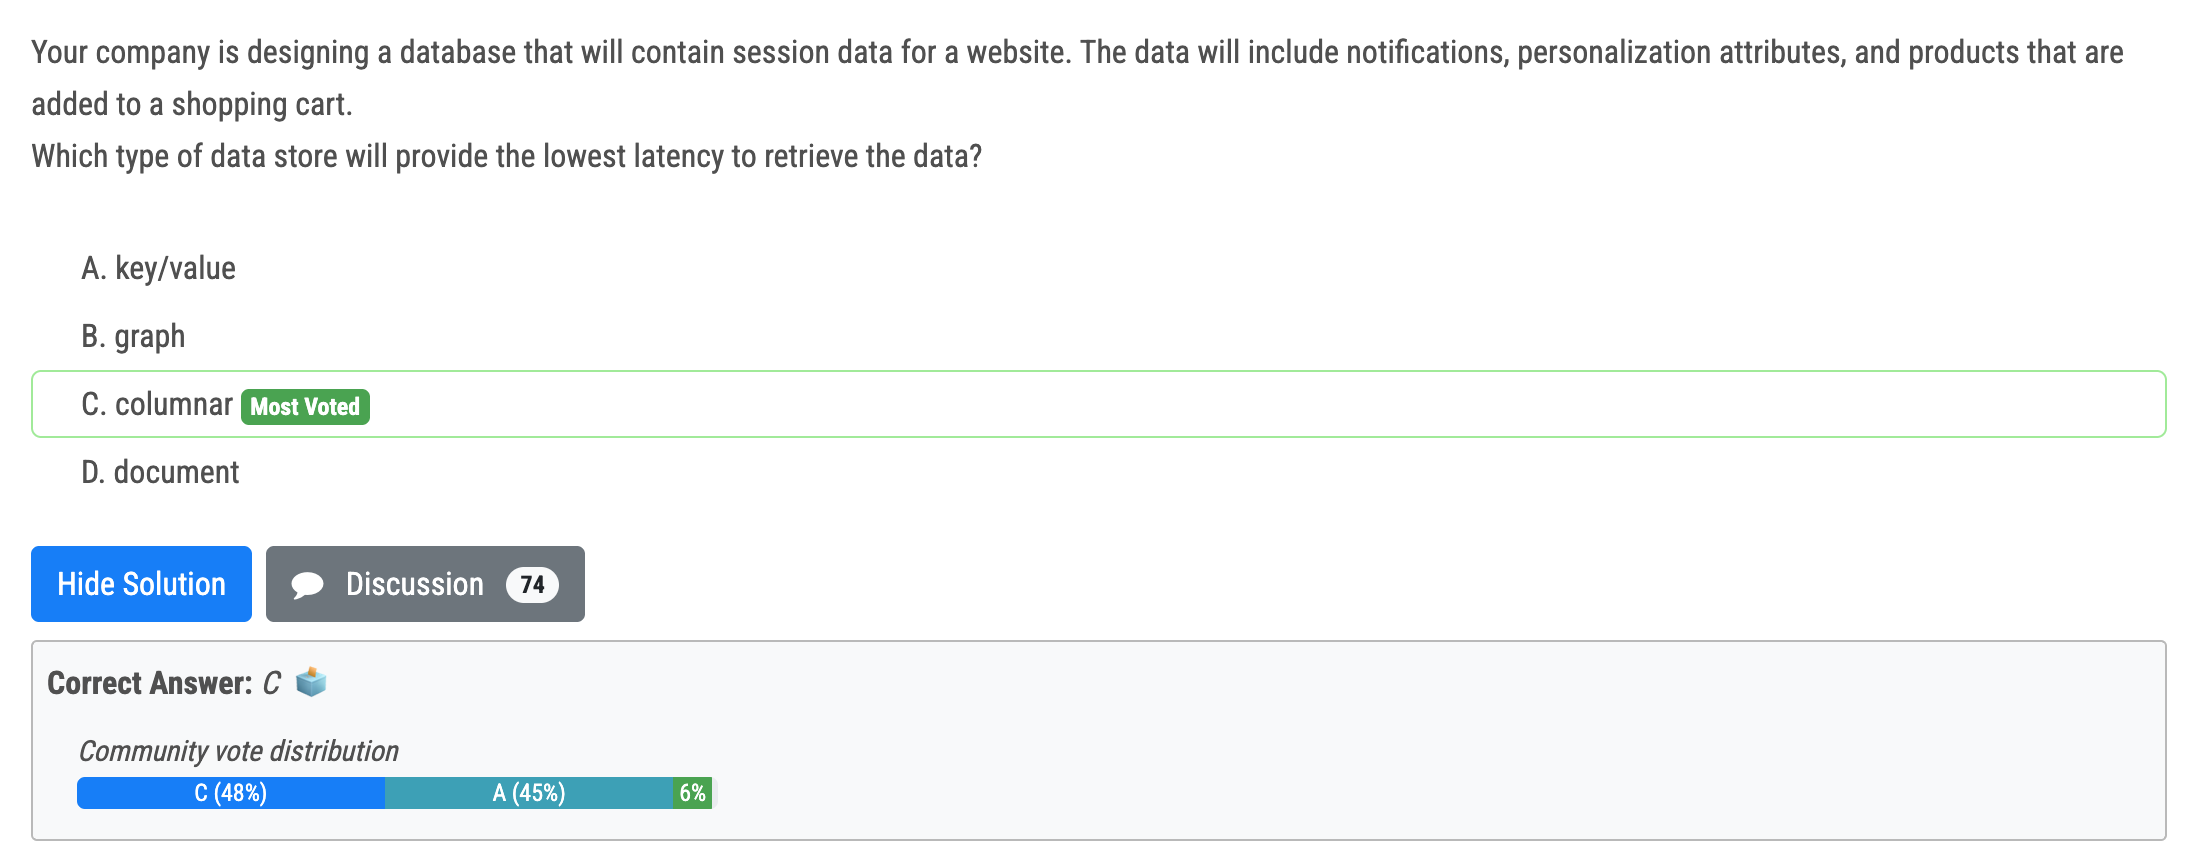 Your company is designing a database that will contain session data for a website. The data will include notifications, personalization attributes, and products that are
added to a shopping cart.
Which type of data store will provide the lowest latency to retrieve the data?
A. key/value
B. graph
C. columnar Most Voted
D. document
Hide Solution Discussion 74
Correct Answer: C
Community vote distribution
C (48%) A (45%) 6%